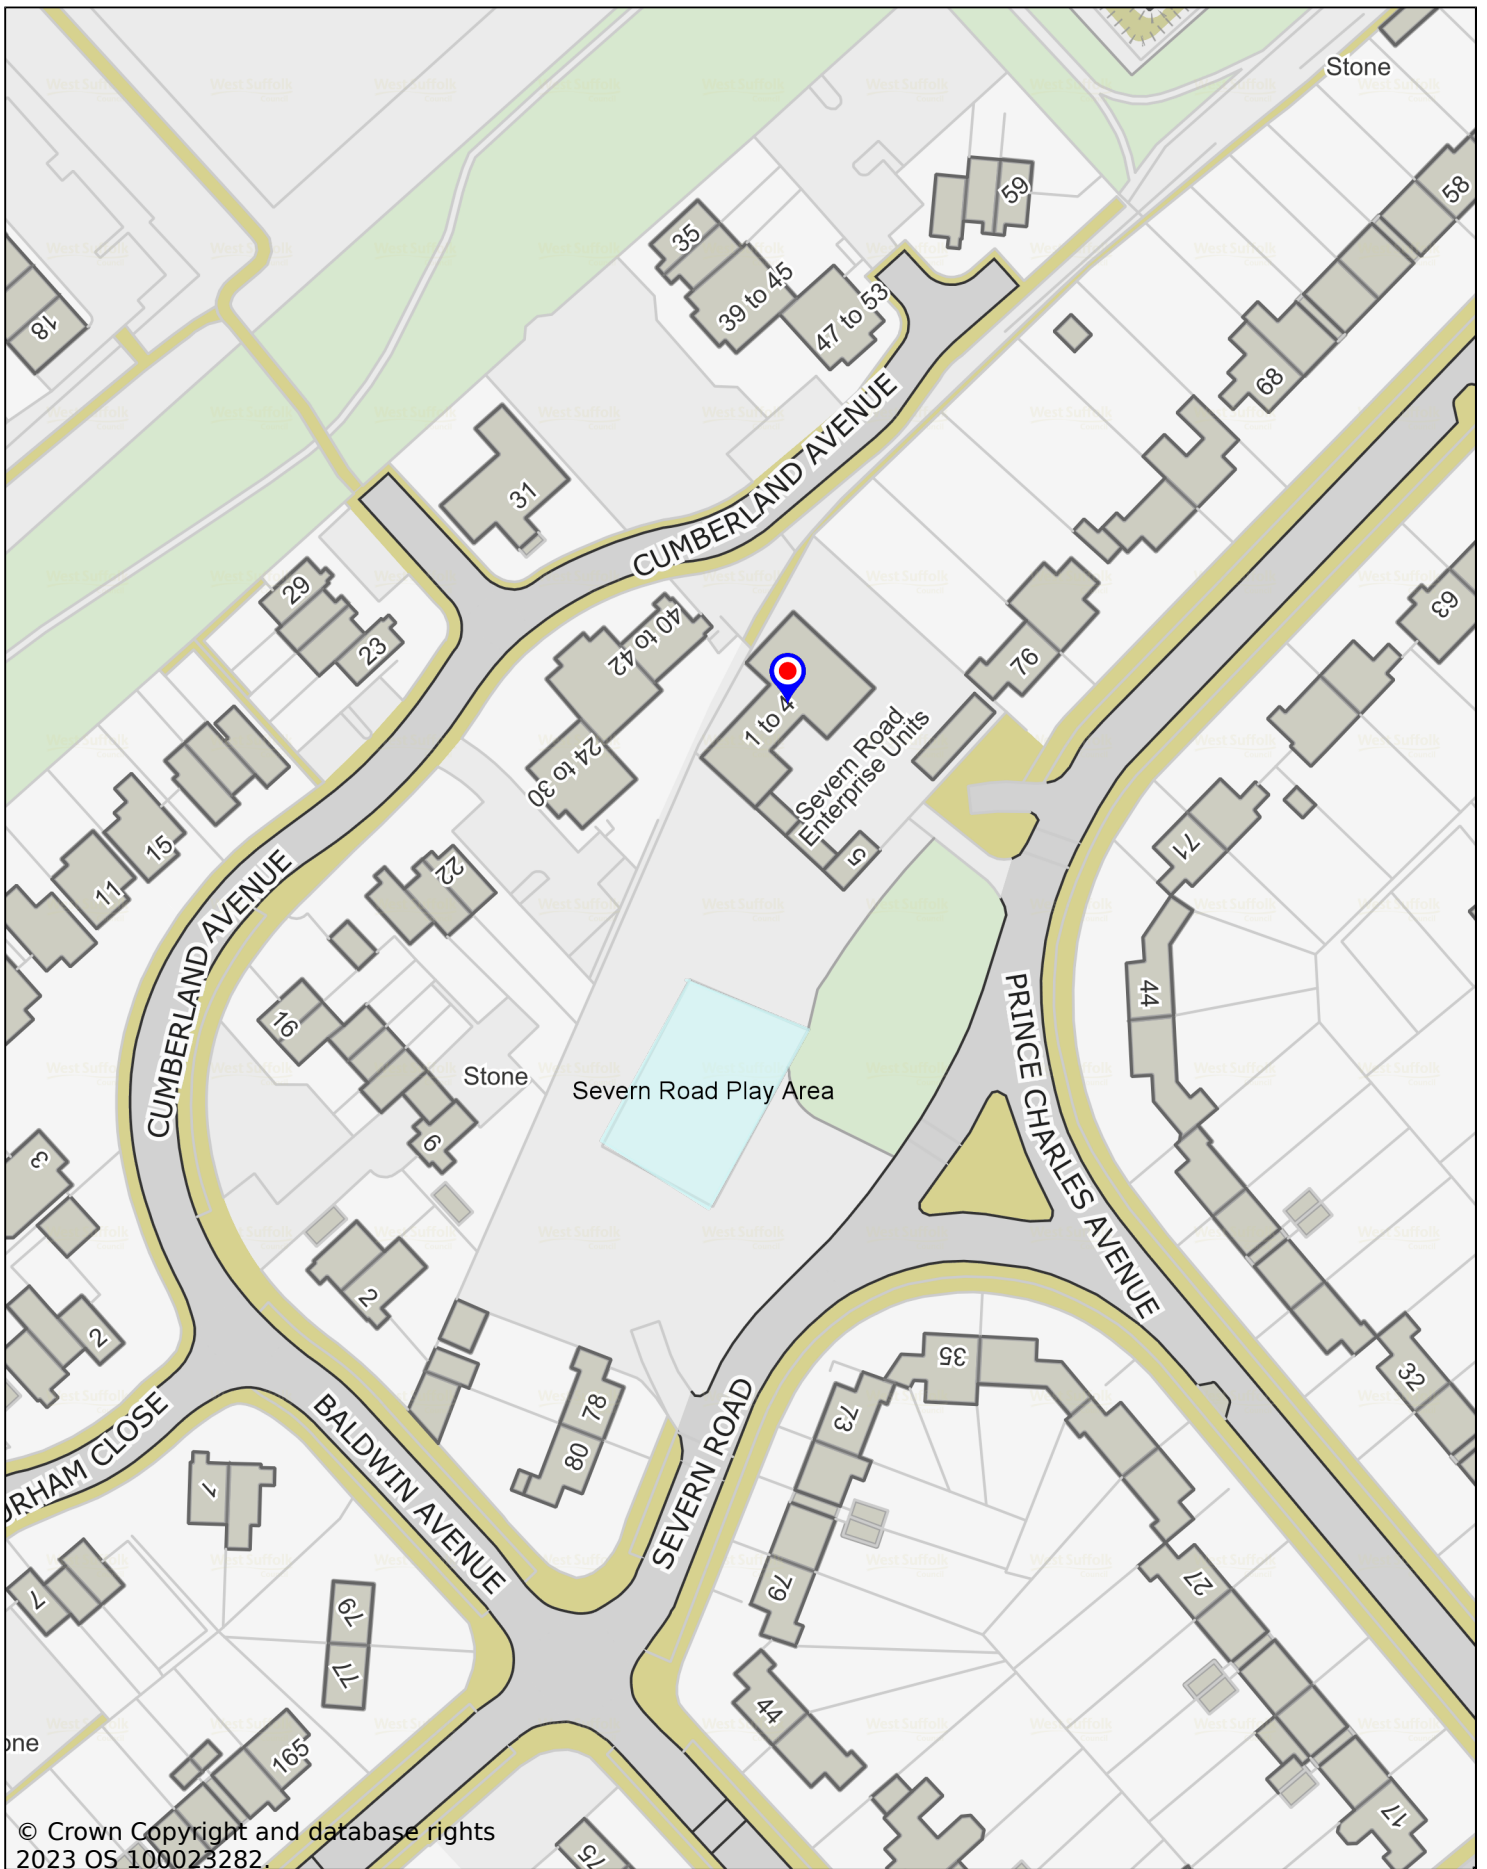 Stone
59
58
35
39 to 45
47 to 53
18
68
CUMBERLAND AVENUE
31
29
23
40 to 42
76
63
1 to 4
24 to 30
Severn Road
Enterprise Units
5
71
15
11
22
CUMBERLAND AVENUE
44
16
PRINCE CHARLES AVENUE
Stone
Severn Road Play Area
6
3
2
2
35
32
78
80
73
BALDWIN AVENUE
SEVERN ROAD
URHAM CLOSE
1
7
79
77
79
27
44
one
165
17
75
© Crown Copyright and database rights
2023 OS 100023282.